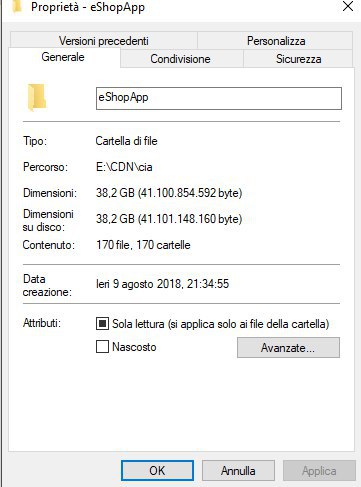 Proprietà - eShopApp
Versioni precedenti
Personalizza
Generale
Condivisione
Sicurezza
eShopApp
Tipo: Cartella di file
Percorso: E:\CDN\cia
Dimensioni: 38,2 GB (41.100.854.592 byte)
Dimensioni
su disco: 38,2 GB (41.101.148.160 byte)
Contenuto: 170 file, 170 cartelle
Data
creazione: Ieri 9 agosto 2018, 21:34:55
Attributi: Sola lettura (si applica solo ai file della cartella)
Nascosto
Avanzate...
OK
Annulla
Applica